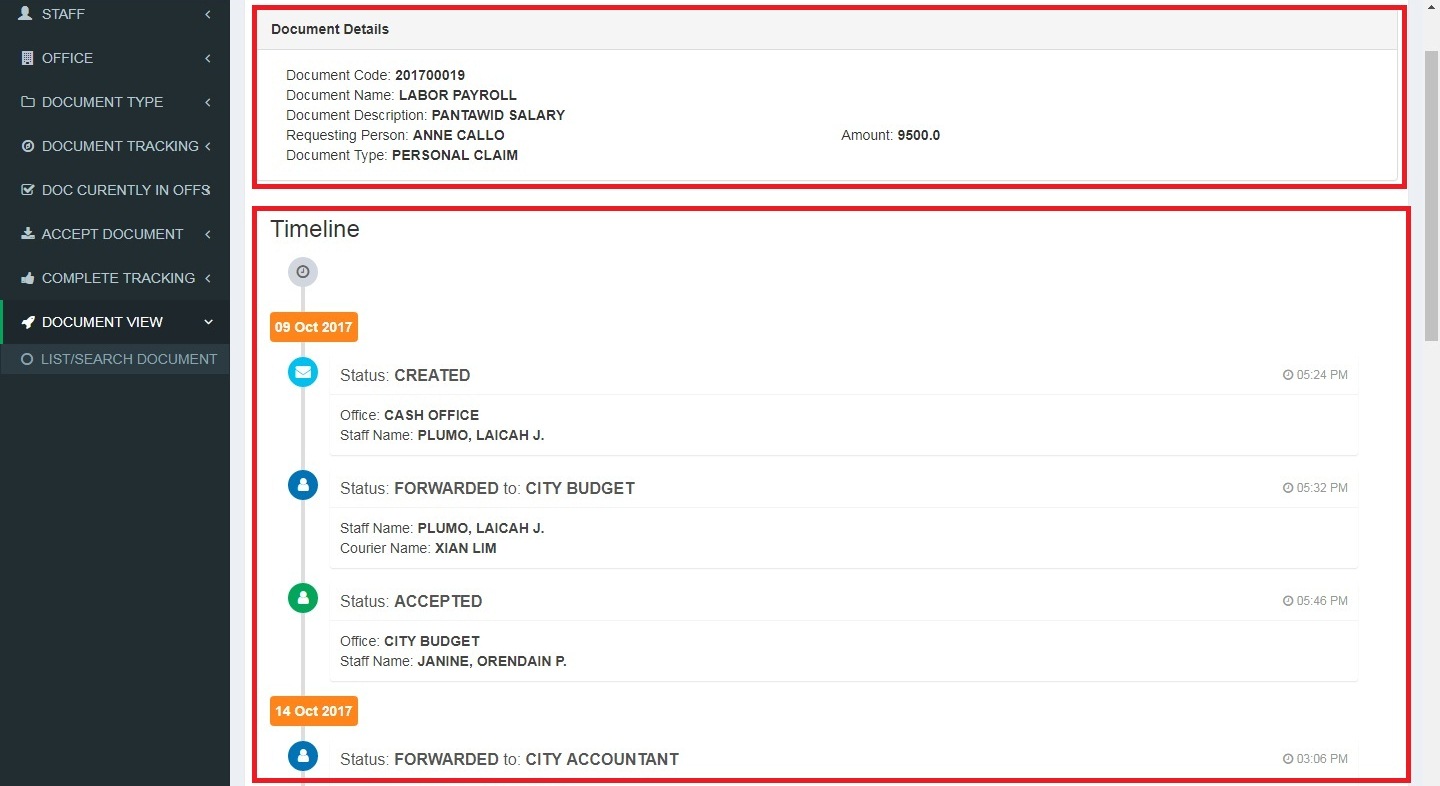 STAFF
OFFICE
DOCUMENT TYPE
DOCUMENT TRACKING
DOC CURENTLY IN OFFS
ACCEPT DOCUMENT
COMPLETE TRACKING
DOCUMENT VIEW
LIST/SEARCH DOCUMENT
Document Details
Document Code: 201700019
Document Name: LABOR PAYROLL
Document Description: PANTAWID SALARY
Requesting Person: ANNE CALLO Amount: 9500.0
Document Type: PERSONAL CLAIM
Timeline
09 Oct 2017
Status: CREATED 05:24 PM
Office: CASH OFFICE
Staff Name: PLUMO, LAICAH J.
Status: FORWARDED to: CITY BUDGET 05:32 PM
Staff Name: PLUMO, LAICAH J.
Courier Name: XIAN LIM
Status: ACCEPTED 05:46 PM
Office: CITY BUDGET
Staff Name: JANINE, ORENDAIN P.
14 Oct 2017
Status: FORWARDED to: CITY ACCOUNTANT 03:06 PM